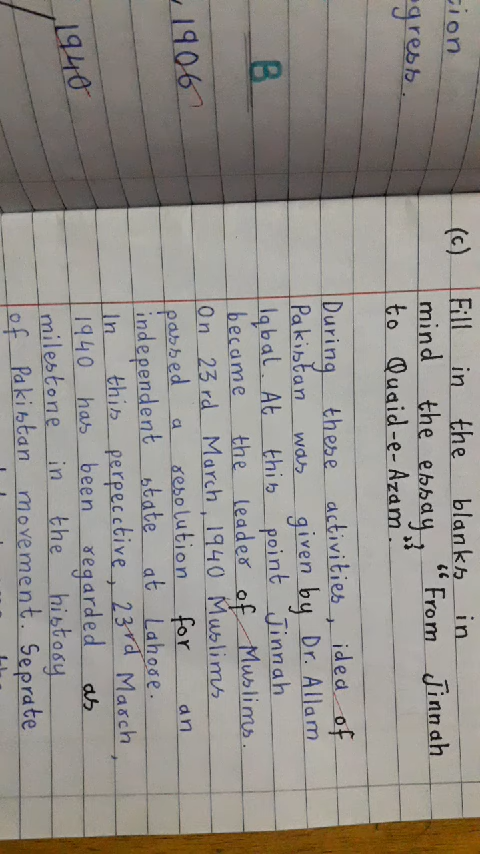 ion
gress.
B
, 1906
1940
(c) Fill in the blanks in
mind the essay, "From Jinnah
to Quaid-e-Azam."
During these activities, idea of
Pakistan was given by Dr. Allam
Iqbal. At this point Jinnah
became the leader of Muslims.
On 23rd March, 1940 Muslims
passed a resolution for an
independent state at Lahore.
In this perpective, 23rd March,
1940 has been regarded as
milestone in the history
of Pakistan movement. Seprate